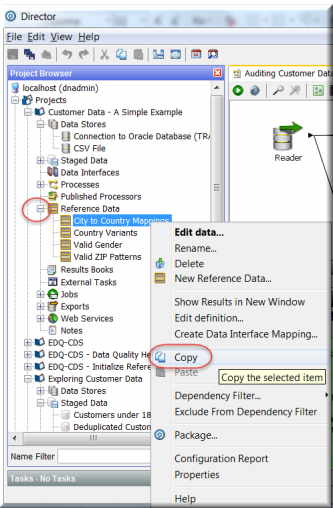 Director
File Edit View Help
Project Browser
Auditing Customer Data
localhost (dnadmin)
Projects
Customer Data - A Simple Example
Data Stores
Connection to Oracle Database (TRA
CSV File
Staged Data
Data Interfaces
Processes
Published Processors
Reference Data
City to Country Mappings
Country Variants
Valid Gender
Valid ZIP Patterns
Results Books
External Tasks
Jobs
Exports
Web Services
Notes
EDQ-CDS - Data Quality He
EDQ-CDS - Initialize Refere
Exploring Customer Data
Data Stores
Staged Data
Customers under 18
Deduplicated Custon
Name Filter
Tasks - No Tasks
Reader
Edit data...
Rename...
Delete
New Reference Data...
Show Results in New Window
Edit definition...
Create Data Interface Mapping...
Copy
Paste
Copy the selected item
Dependency Filter...
Exclude From Dependency Filter
Package...
Configuration Report
Properties
Help